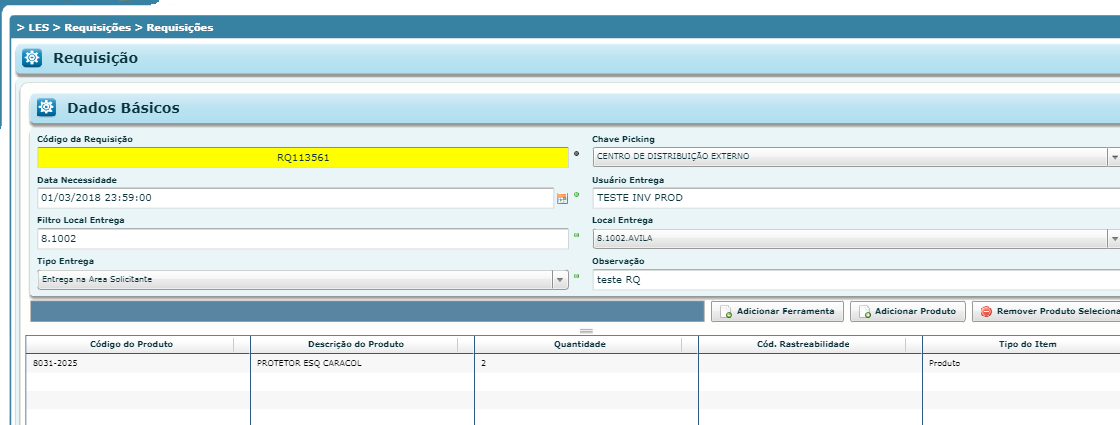 > LES > Requisições > Requisições
Requisição
Dados Básicos
Código da Requisição
Chave Picking
RQ113561
CENTRO DE DISTRIBUIÇÃO EXTERNO
Data Necessidade
Usuário Entrega
01/03/2018 23:59:00
TESTE INV PROD
Filtro Local Entrega
Local Entrega
8.1002
8.1002.AVILA
Tipo Entrega
Observação
Entrega na Area Solicitante
teste RQ
Adicionar Ferramenta Adicionar Produto Remover Produto Seleciona
Código do Produto Descrição do Produto Quantidade Cód. Rastreabilidade Tipo do Item
8031-2025 PROTETOR ESQ CARACOL 2 Produto